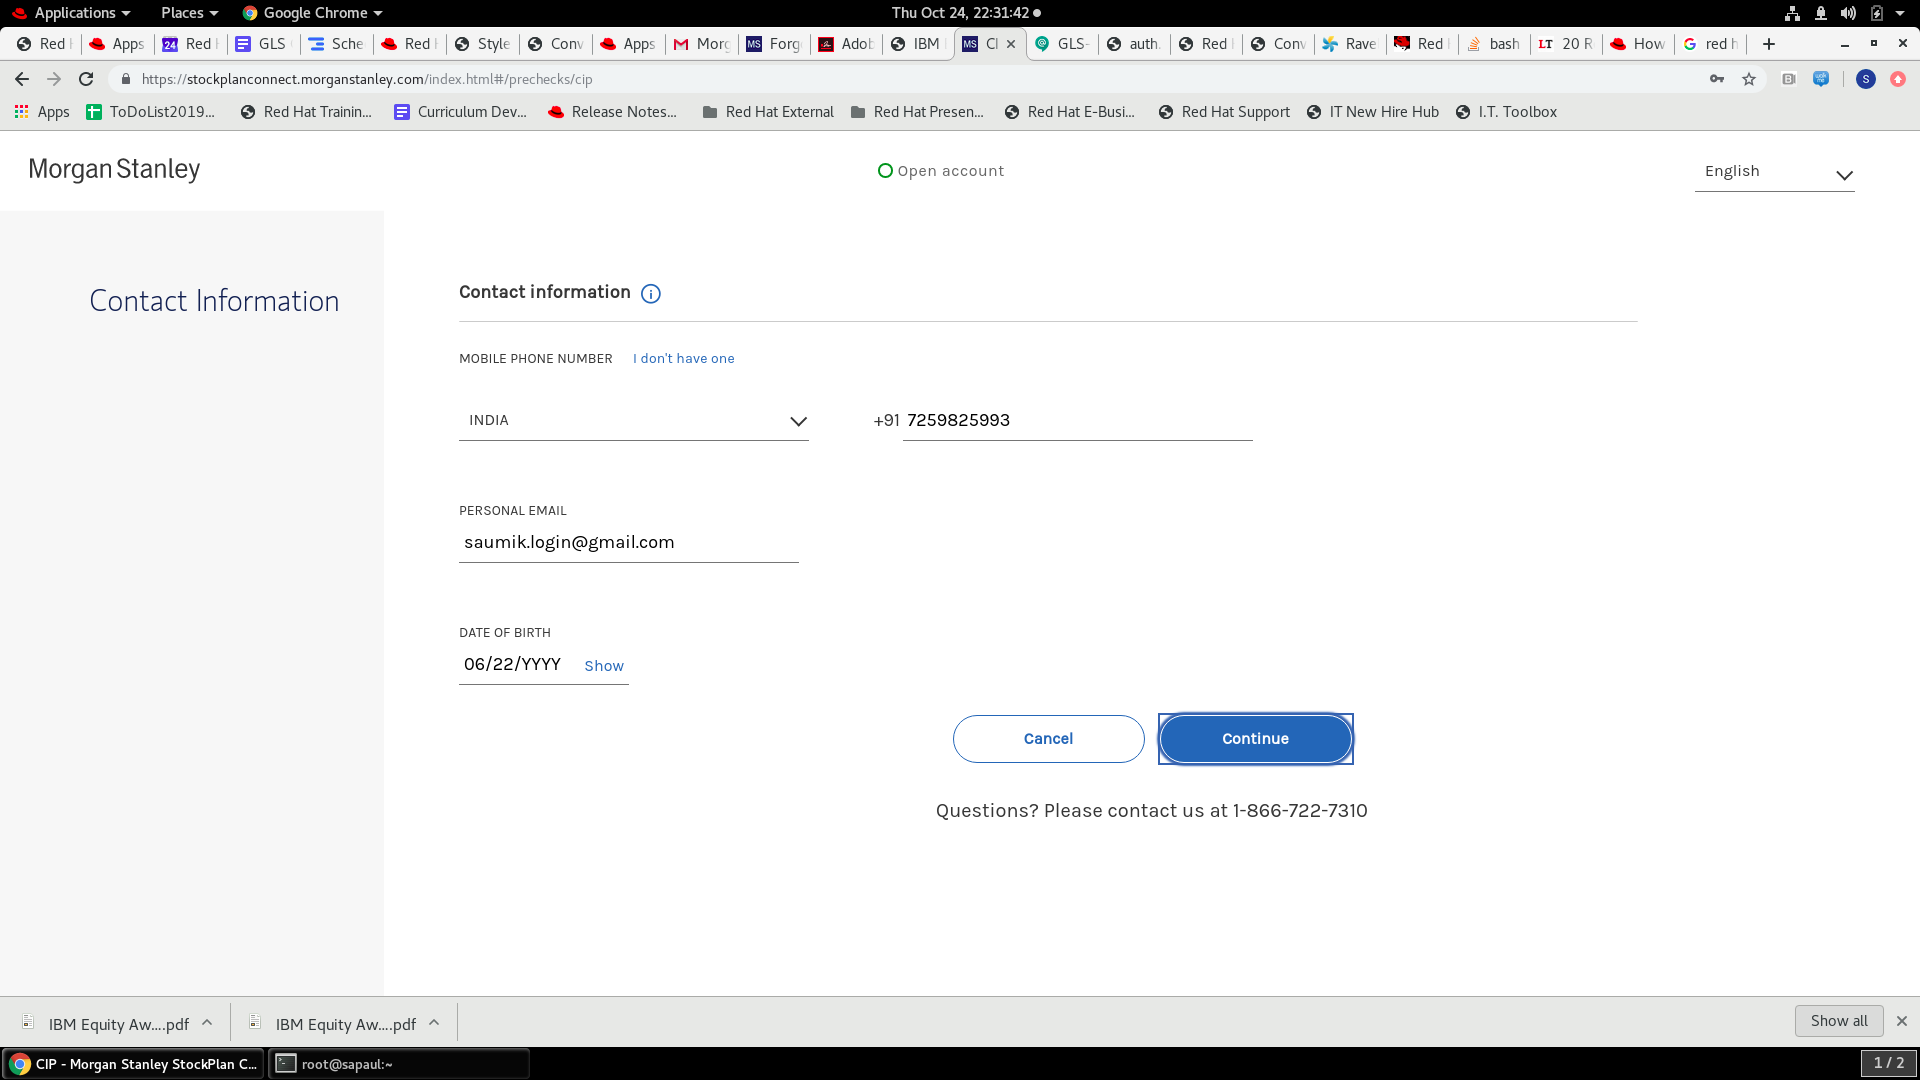 Applications Places Google Chrome Thu Oct 24, 22:31:42
Red Apps Red GLS Sche Red Style Conv Apps Morg Forg Adob IBM CI GLS- auth. Red Conv Rave Red bash 20 R How red h
https://stockplanconnect.morganstanley.com/index.html#/prechecks/cip
Apps ToDoList2019... Red Hat Trainin... Curriculum Dev... Release Notes... Red Hat External Red Hat Presen... Red Hat E-Busi... Red Hat Support IT New Hire Hub I.T. Toolbox
Morgan Stanley
Open account
English
Contact Information
Contact information
MOBILE PHONE NUMBER I don't have one
INDIA +91 7259825993
PERSONAL EMAIL
saumik.login@gmail.com
DATE OF BIRTH
06/22/YYYY Show
Cancel Continue
Questions? Please contact us at 1-866-722-7310
IBM Equity Aw....pdf IBM Equity Aw....pdf Show all
CIP - Morgan Stanley StockPlan C... root@sapaul:~ 1 / 2